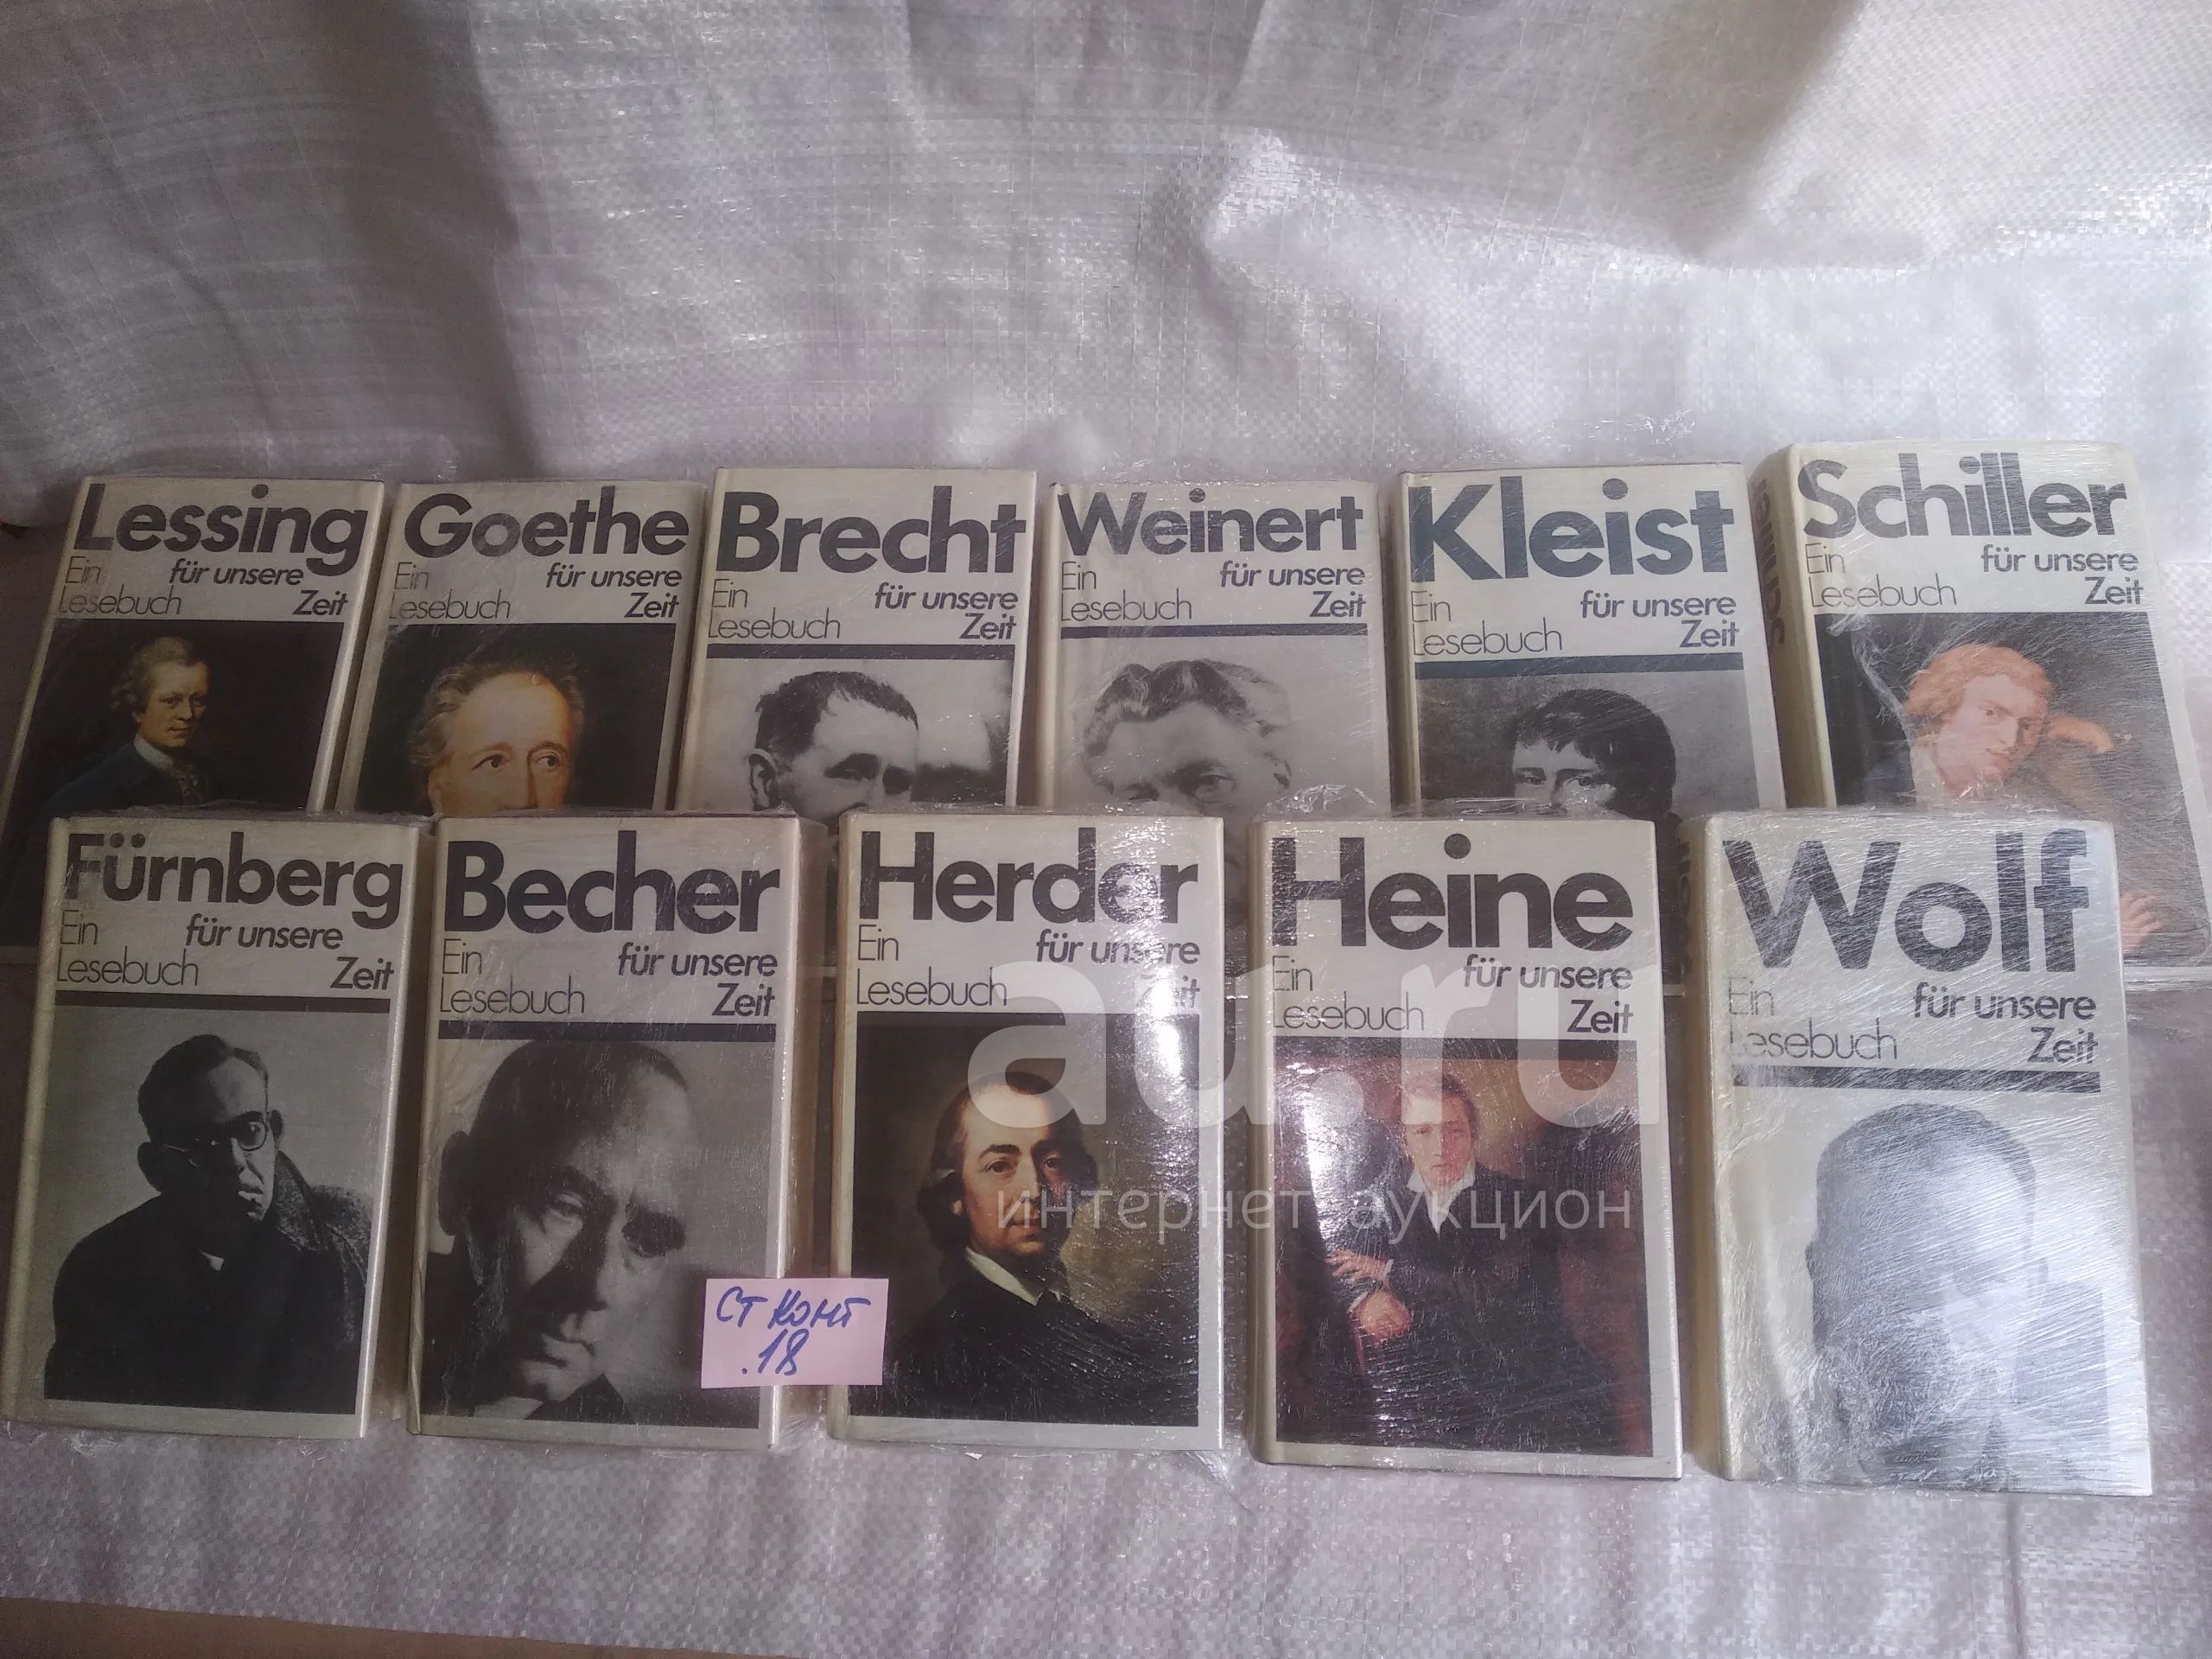 Lessing
Ein für unsere
Lesebuch Zeit
Goethe
Ein für unsere
Lesebuch Zeit
Brecht
Ein für unsere
Lesebuch Zeit
Weinert
Ein für unsere
Lesebuch Zeit
Kleist
Ein für unsere
Lesebuch Zeit
Schiller
Ein für unsere
Lesebuch Zeit
Fürnberg
Ein für unsere
Lesebuch Zeit
Becher
Ein für unsere
Lesebuch Zeit
Herder
Ein für unsere
Lesebuch Zeit
Heine
Ein für unsere
Lesebuch Zeit
Wolf
Ein für unsere
Lesebuch Zeit
au.ru
интернет аукцион
ст комт
.18